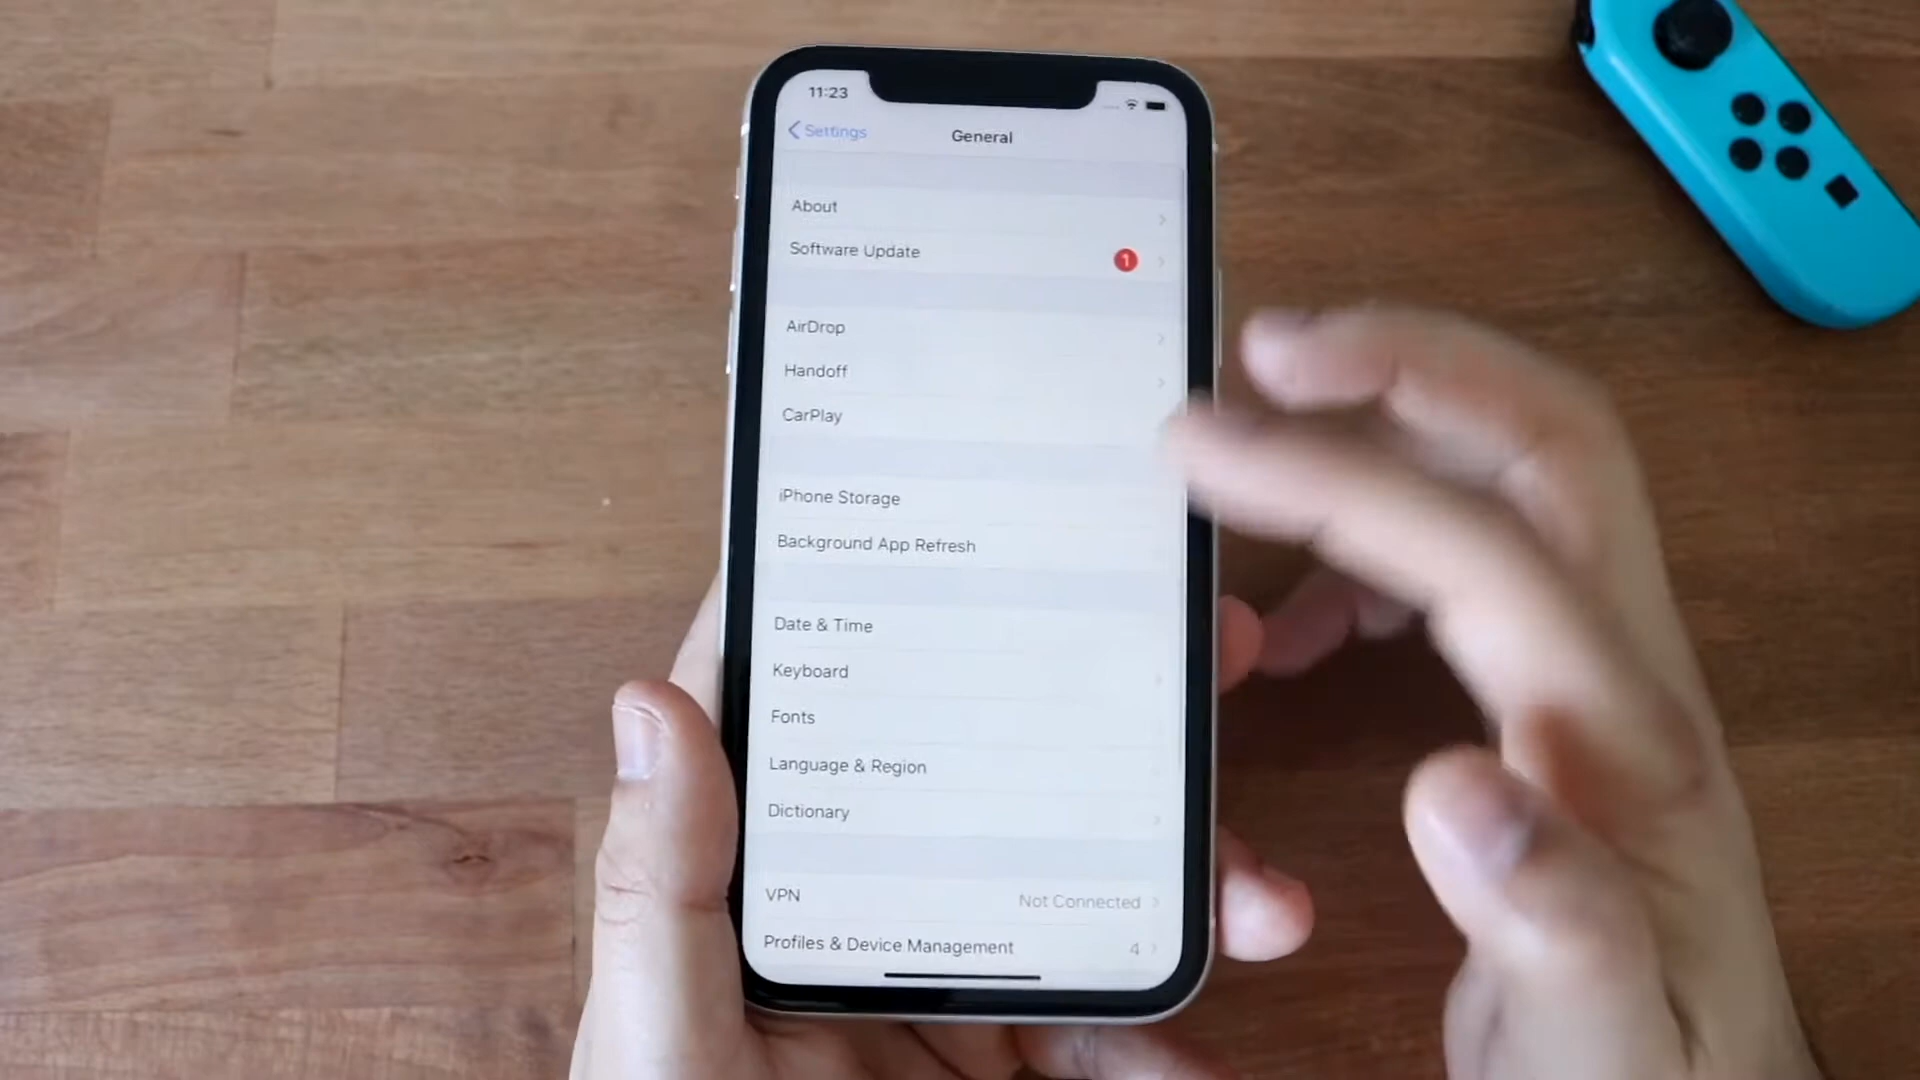 11:23
Settings
General
About
Software Update 1
AirDrop
Handoff
CarPlay
iPhone Storage
Background App Refresh
Date & Time
Keyboard
Fonts
Language & Region
Dictionary
VPN Not Connected
Profiles & Device Management 4